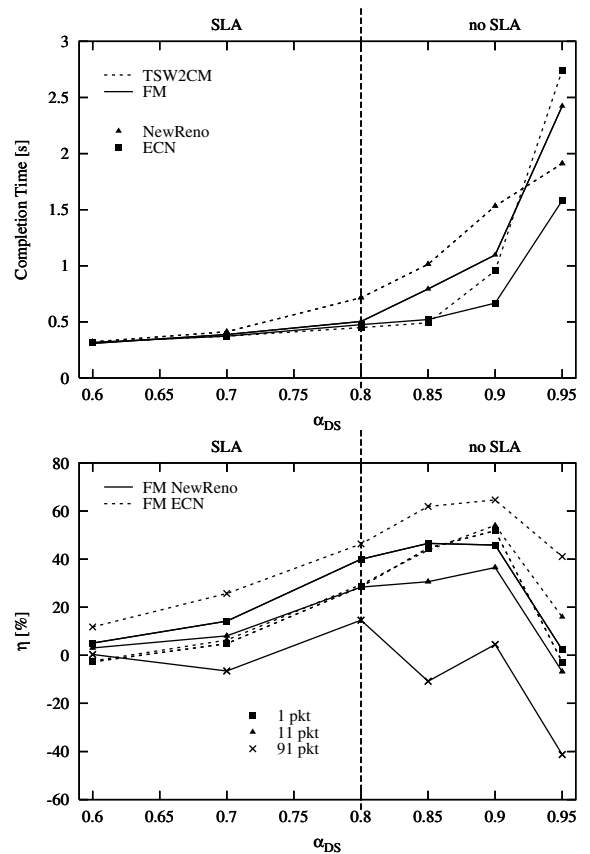 SLA no SLA
3
2.5
2
1.5
1
0.5
0
Completion Time [s]
TSW2CM
FM
NewReno
ECN
0.6 0.65 0.7 0.75 0.8 0.85 0.9 0.95
αDS
SLA no SLA
80
60
40
20
0
-20
-40
-60
η [%]
FM NewReno
FM ECN
1 pkt
11 pkt
91 pkt
0.6 0.65 0.7 0.75 0.8 0.85 0.9 0.95
αDS